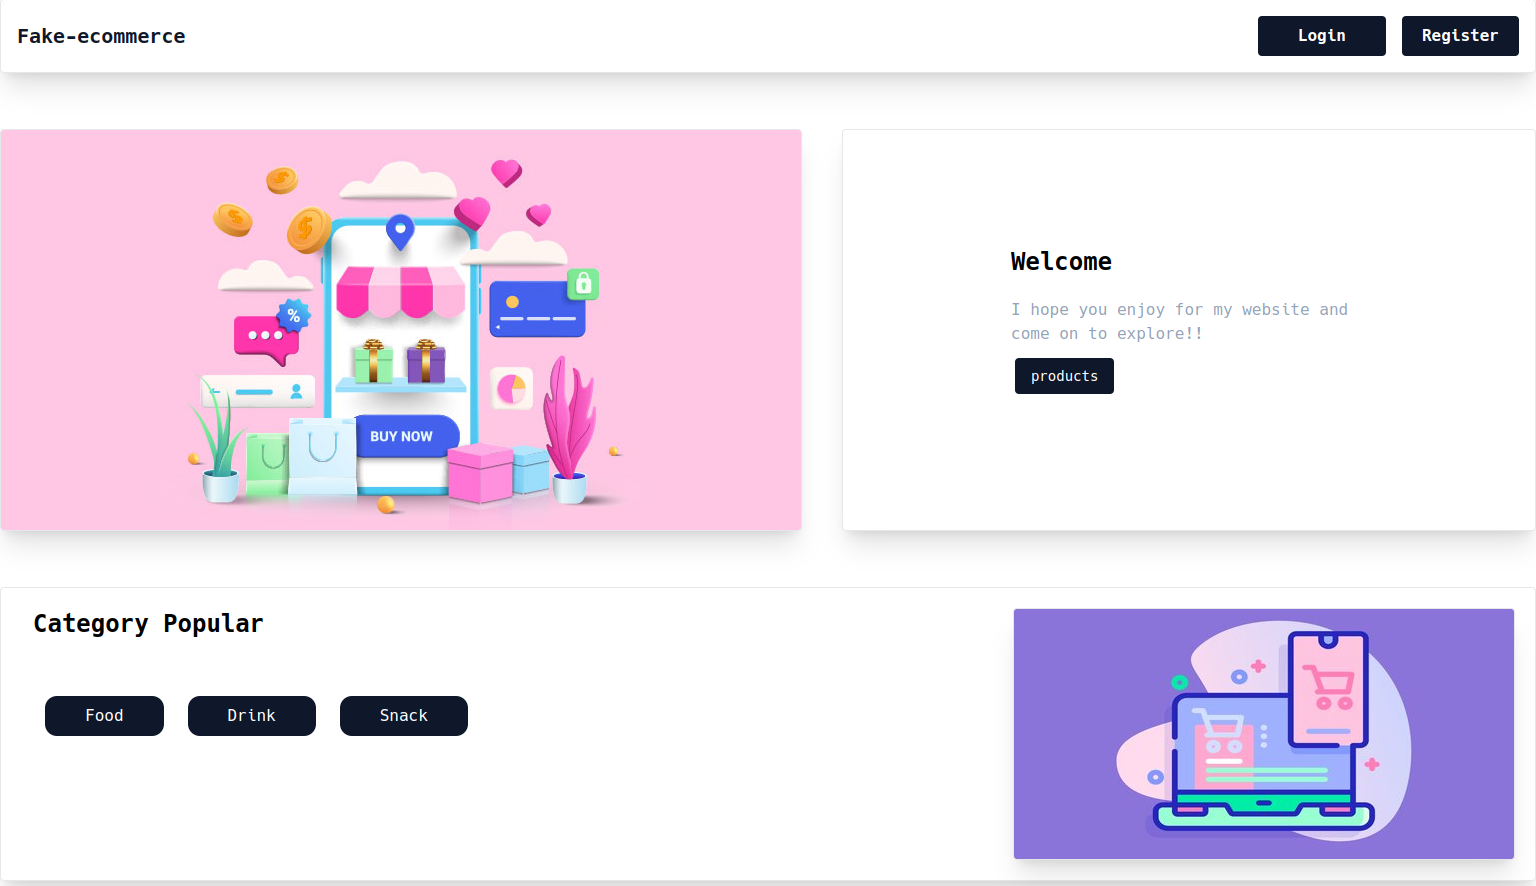 Fake-ecommerce
Login
Register
%
BUY NOW
Welcome
I hope you enjoy for my website and
come on to explore!!
products
Category Popular
Food
Drink
Snack